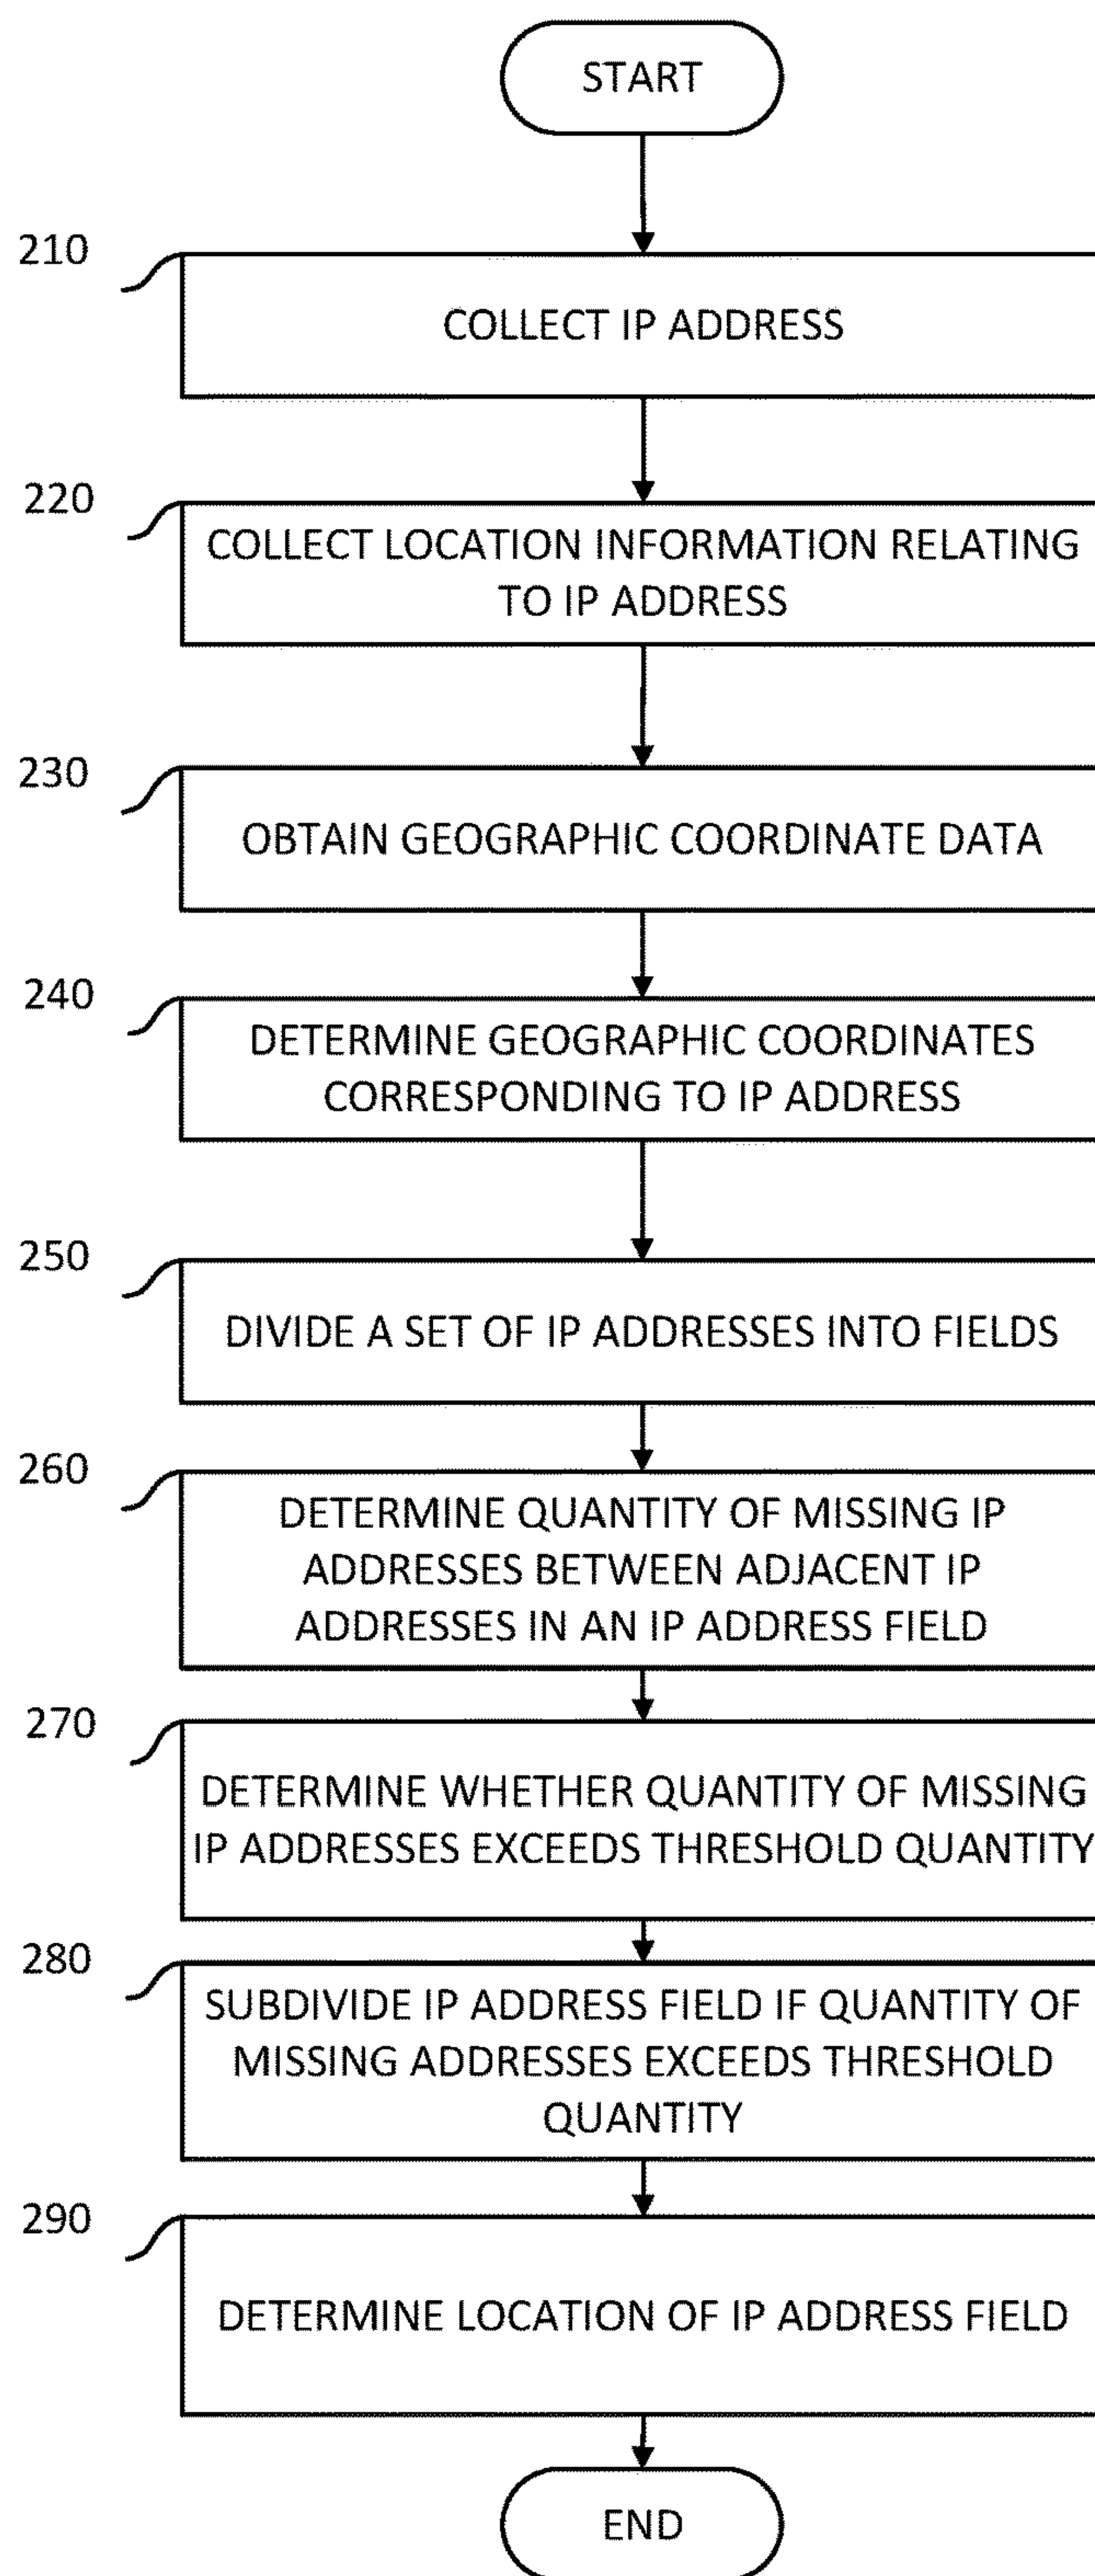 START
210
COLLECT IP ADDRESS
220
COLLECT LOCATION INFORMATION RELATING
TO IP ADDRESS
230
OBTAIN GEOGRAPHIC COORDINATE DATA
240
DETERMINE GEOGRAPHIC COORDINATES
CORRESPONDING TO IP ADDRESS
250
DIVIDE A SET OF IP ADDRESSES INTO FIELDS
260
DETERMINE QUANTITY OF MISSING IP
ADDRESSES BETWEEN ADJACENT IP
ADDRESSES IN AN IP ADDRESS FIELD
270
DETERMINE WHETHER QUANTITY OF MISSING
IP ADDRESSES EXCEEDS THRESHOLD QUANTITY
280
SUBDIVIDE IP ADDRESS FIELD IF QUANTITY OF
MISSING ADDRESSES EXCEEDS THRESHOLD
QUANTITY
290
DETERMINE LOCATION OF IP ADDRESS FIELD
END